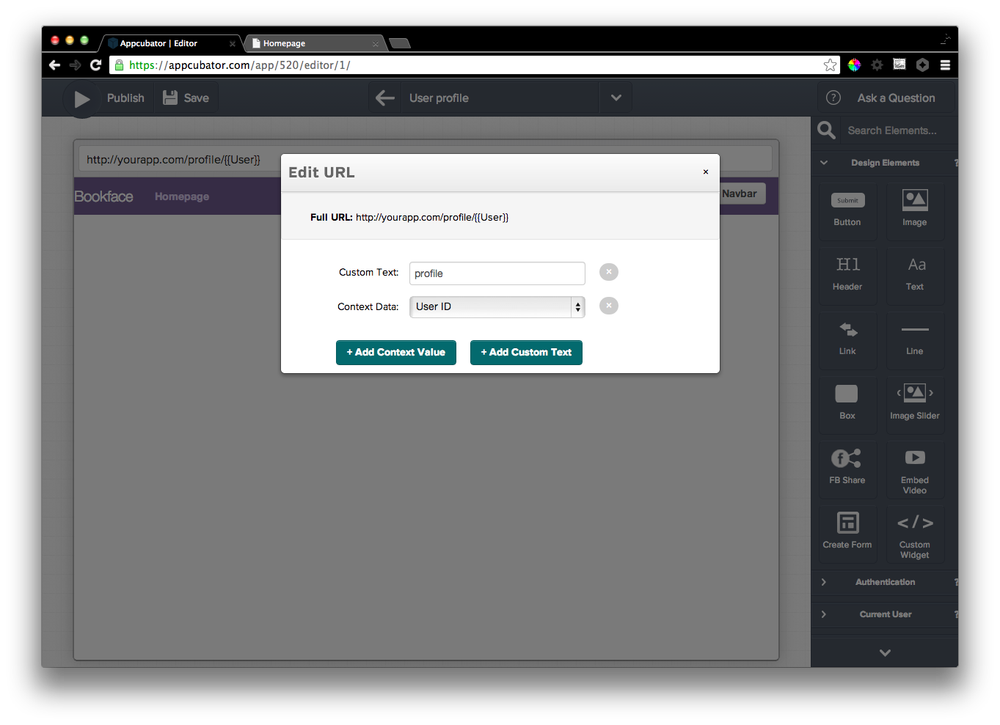 Appcubator | Editor
Homepage
https://appcubator.com/app/520/editor/1/
Publish
Save
User profile
? Ask a Question
Search Elements...
http://yourapp.com/profile/{{User}}
Bookface
Homepage
Navbar
Edit URL
×
Full URL: http://yourapp.com/profile/{{User}}
Custom Text:
profile
×
Context Data:
User ID
×
+ Add Context Value
+ Add Custom Text
Design Elements ?
Submit
Button
Image
H1
Header
Aa
Text
Link
Line
Box
Image Slider
f
FB Share
Embed
Video
Create Form
</>
Custom
Widget
Authentication ?
Current User ?